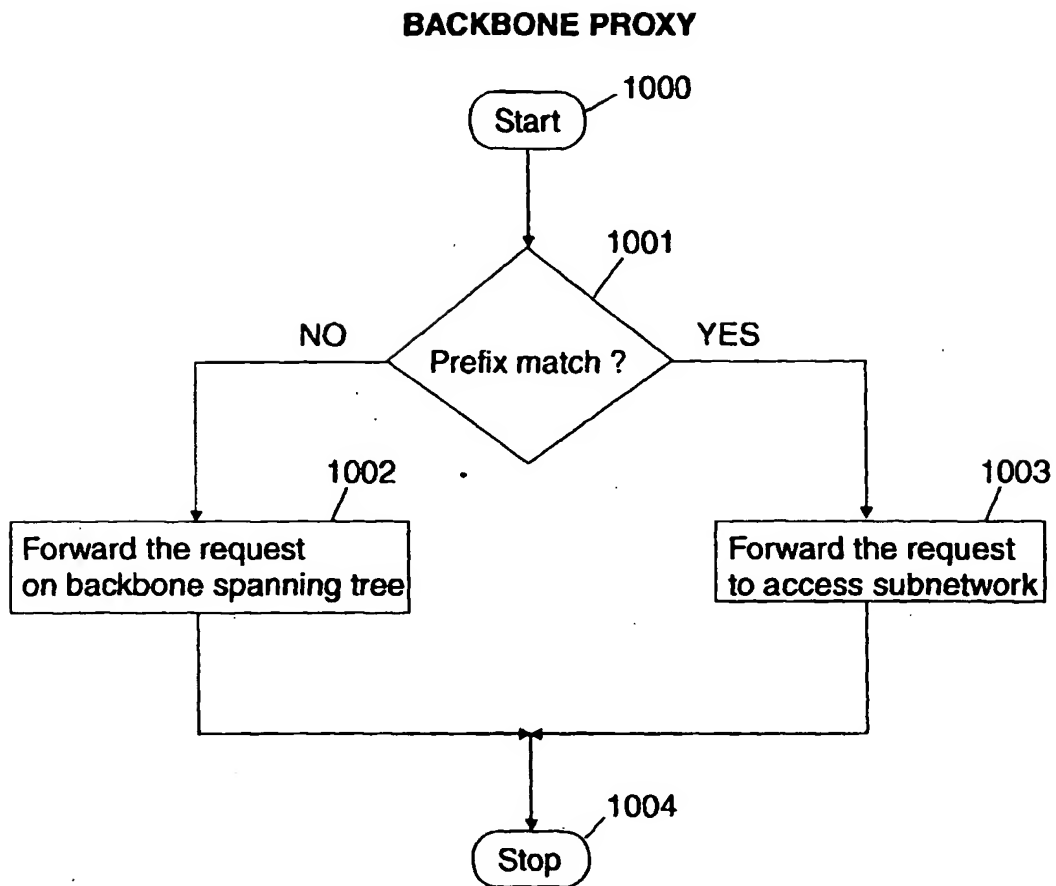 BACKBONE PROXY
1000
Start
1001
NO
YES
Prefix match ?
1002
1003
Forward the request
on backbone spanning tree
Forward the request
to access subnetwork
1004
Stop